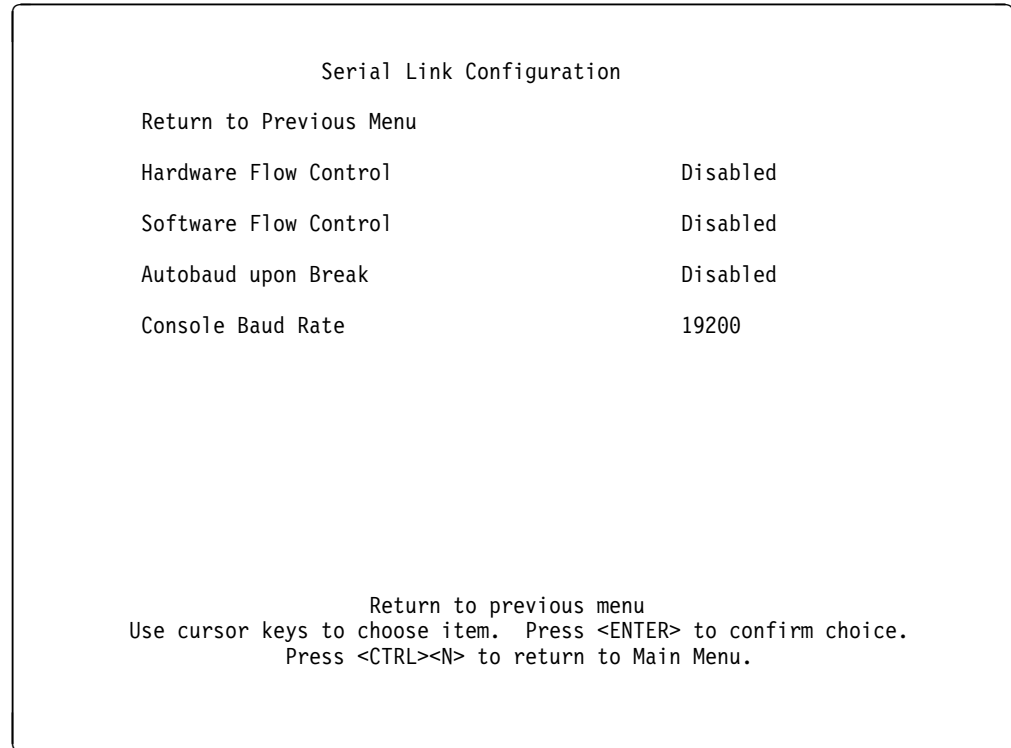 Serial Link Configuration
Return to Previous Menu
Hardware Flow Control Disabled
Software Flow Control Disabled
Autobaud upon Break Disabled
Console Baud Rate 19200
Return to previous menu
Use cursor keys to choose item. Press <ENTER> to confirm choice.
Press <CTRL><N> to return to Main Menu.